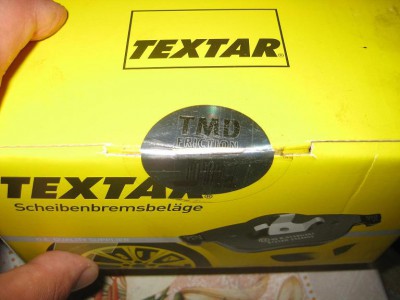 TEXTAR
TMD
FRICTION
TEXTAR
Scheibenbremsbeläge